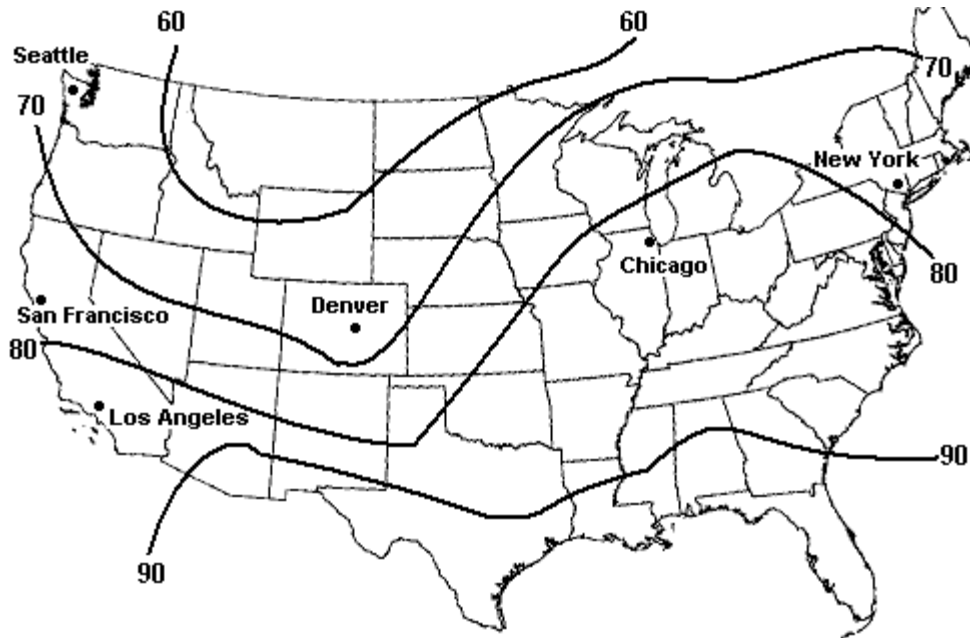 60
60
Seattle
70
70
New York
Chicago
80
Denver
San Francisco
80
Los Angeles
90
90